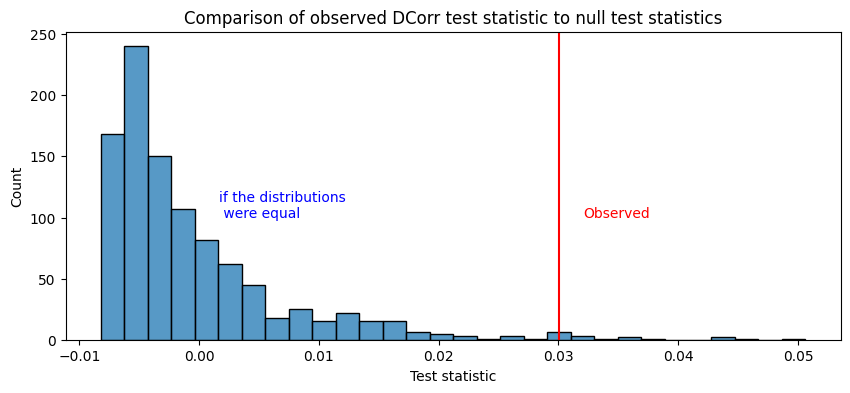 Comparison of observed DCorr test statistic to null test statistics
250
200
150
100
50
0
Count
if the distributions
were equal
Observed
−0.01
0.00
0.01
0.02
0.03
0.04
0.05
Test statistic